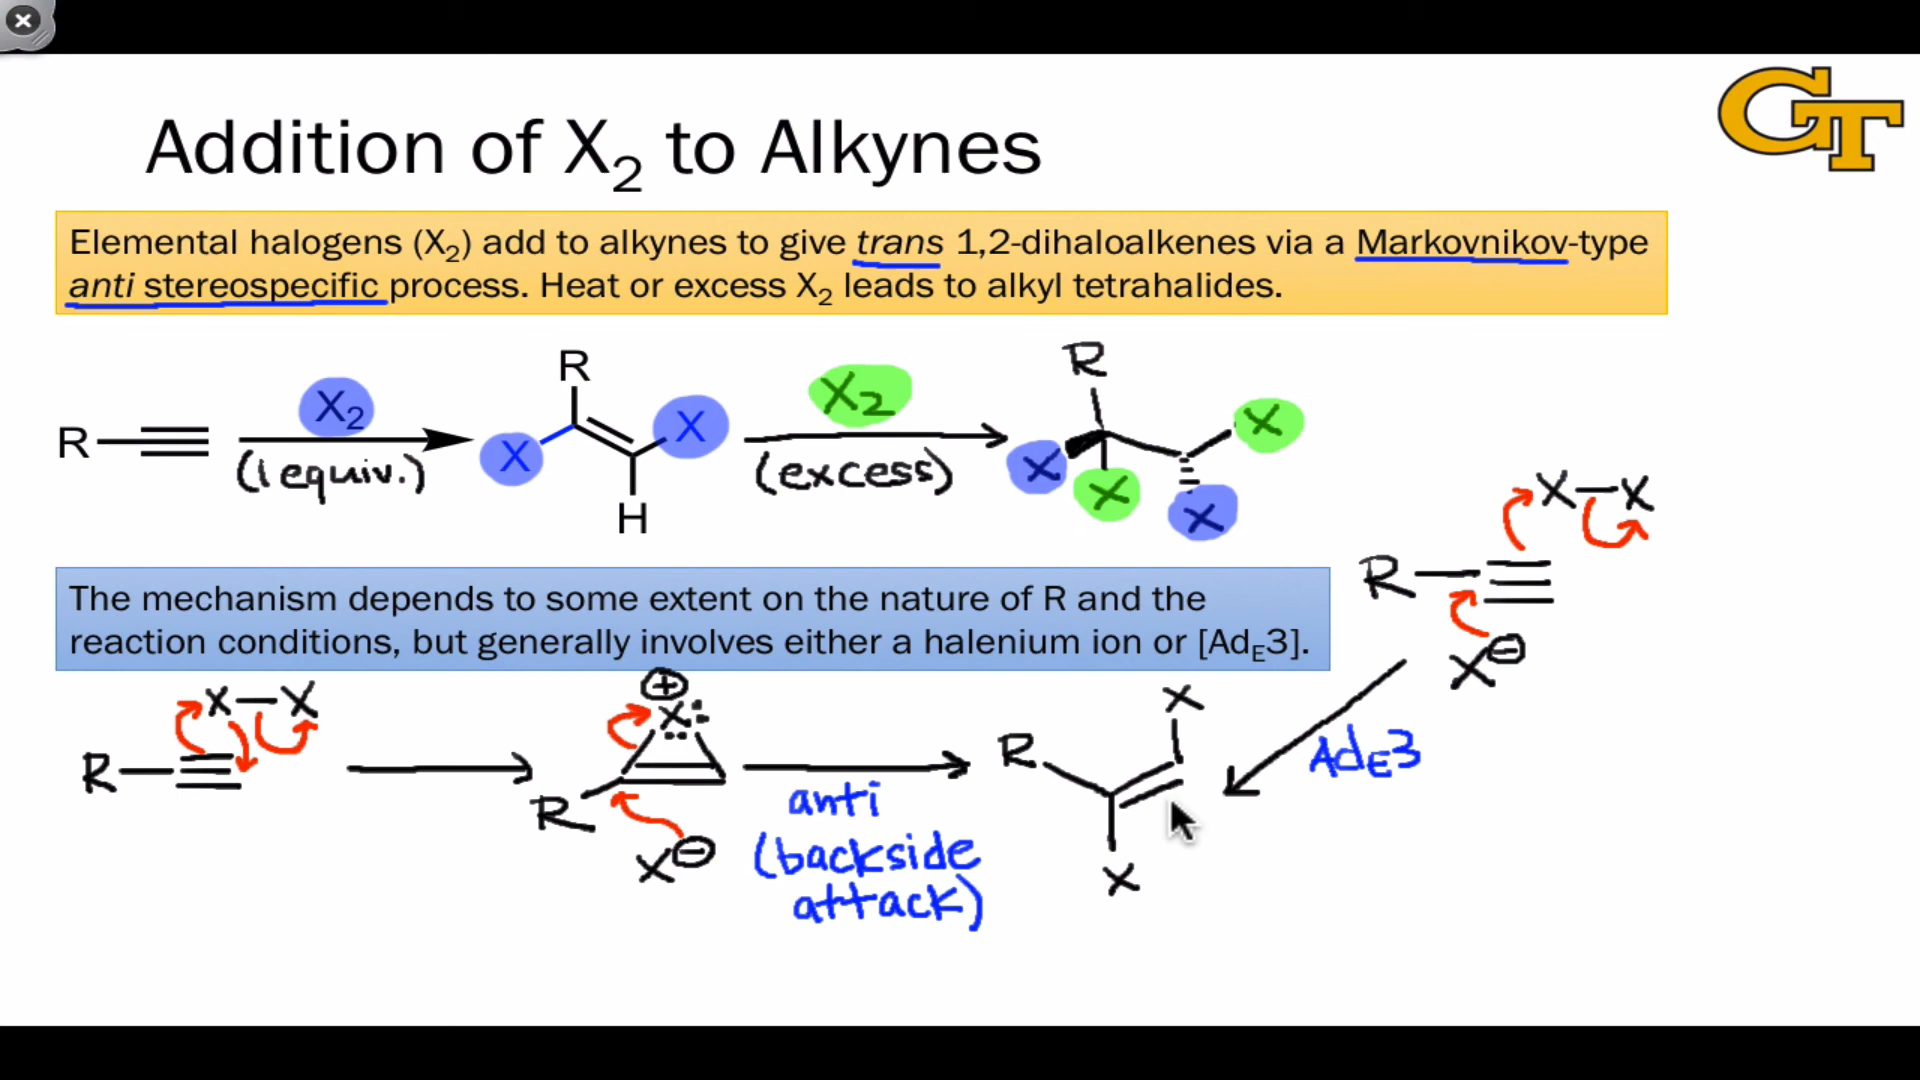 GT
Addition of X₂ to Alkynes
Elemental halogens (X₂) add to alkynes to give trans 1,2-dihaloalkenes via a Markovnikov-type
anti stereospecific process. Heat or excess X₂ leads to alkyl tetrahalides.
R X₂ (1 equiv.) R X X H X₂ (excess) R X X X X
X—X
R
X⊖
The mechanism depends to some extent on the nature of R and the
reaction conditions, but generally involves either a halenium ion or [AdE3].
X—X
R
⊕
X:
R
X⊖
anti
(backside
attack)
R X
X
AdE3